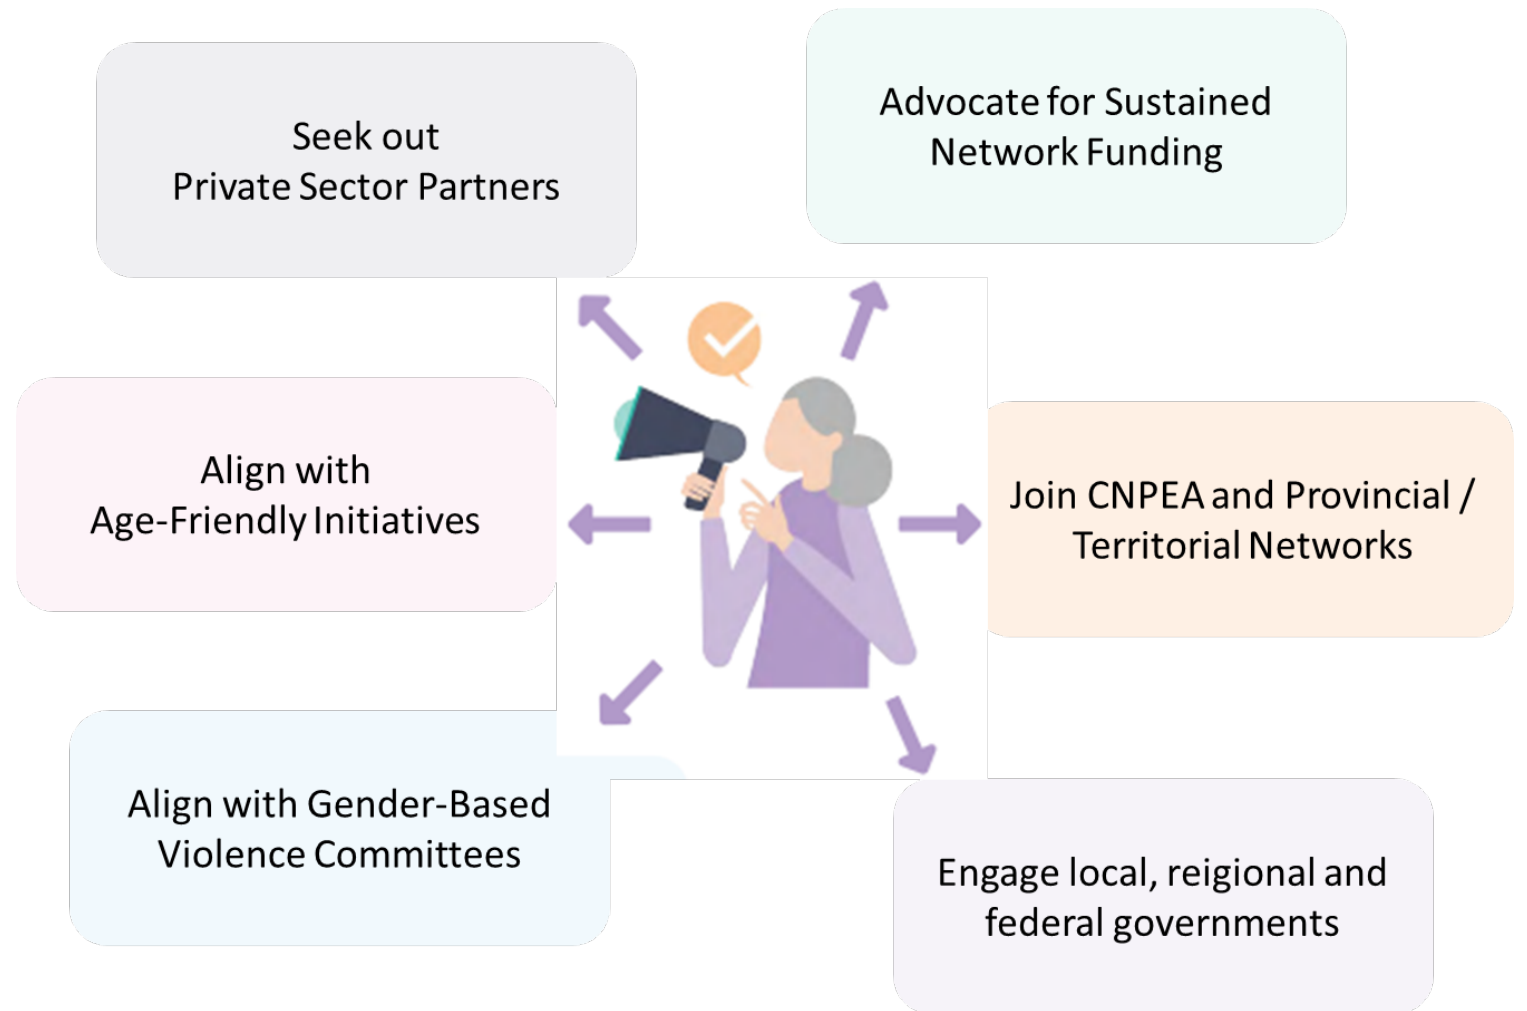 Seek out
Private Sector Partners
Advocate for Sustained
Network Funding
Align with
Age-Friendly Initiatives
Join CNPEA and Provincial /
Territorial Networks
Align with Gender-Based
Violence Committees
Engage local, reigional and
federal governments